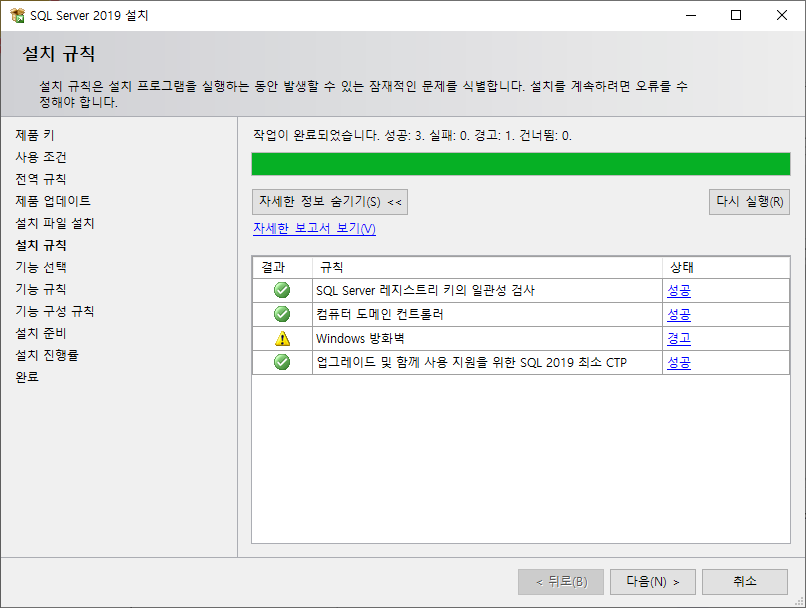 SQL Server 2019 설치
설치 규칙
설치 규칙은 설치 프로그램을 실행하는 동안 발생할 수 있는 잠재적인 문제를 식별합니다. 설치를 계속하려면 오류를 수
정해야 합니다.
제품 키
사용 조건
전역 규칙
제품 업데이트
설치 파일 설치
설치 규칙
기능 선택
기능 규칙
기능 구성 규칙
설치 준비
설치 진행률
완료
작업이 완료되었습니다. 성공: 3. 실패: 0. 경고: 1. 건너뜀: 0.
자세한 정보 숨기기(S) << 다시 실행(R)
자세한 보고서 보기(V)
결과 규칙 상태
SQL Server 레지스트리 키의 일관성 검사 성공
컴퓨터 도메인 컨트롤러 성공
Windows 방화벽 경고
업그레이드 및 함께 사용 지원을 위한 SQL 2019 최소 CTP 성공
< 뒤로(B) 다음(N) > 취소